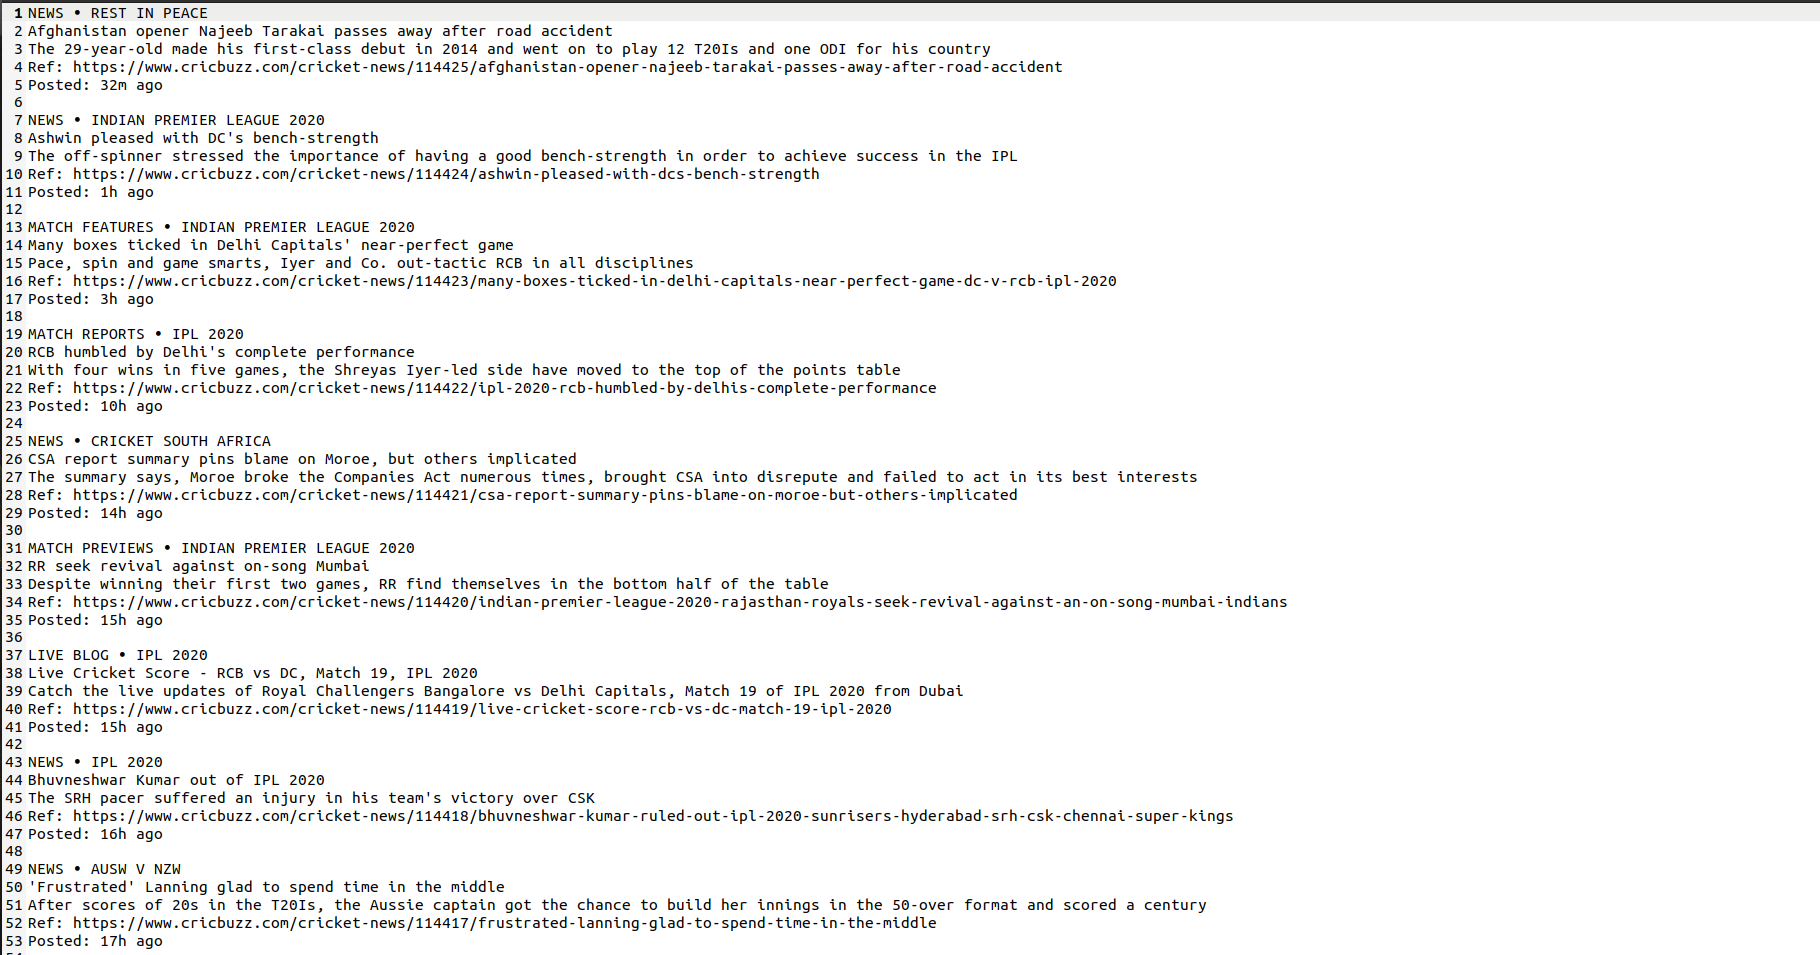 1 NEWS • REST IN PEACE
2 Afghanistan opener Najeeb Tarakai passes away after road accident
3 The 29-year-old made his first-class debut in 2014 and went on to play 12 T20Is and one ODI for his country
4 Ref: https://www.cricbuzz.com/cricket-news/114425/afghanistan-opener-najeeb-tarakai-passes-away-after-road-accident
5 Posted: 32m ago
6
7 NEWS • INDIAN PREMIER LEAGUE 2020
8 Ashwin pleased with DC's bench-strength
9 The off-spinner stressed the importance of having a good bench-strength in order to achieve success in the IPL
10 Ref: https://www.cricbuzz.com/cricket-news/114424/ashwin-pleased-with-dcs-bench-strength
11 Posted: 1h ago
12
13 MATCH FEATURES • INDIAN PREMIER LEAGUE 2020
14 Many boxes ticked in Delhi Capitals' near-perfect game
15 Pace, spin and game smarts, Iyer and Co. out-tactic RCB in all disciplines
16 Ref: https://www.cricbuzz.com/cricket-news/114423/many-boxes-ticked-in-delhi-capitals-near-perfect-game-dc-v-rcb-ipl-2020
17 Posted: 3h ago
18
19 MATCH REPORTS • IPL 2020
20 RCB humbled by Delhi's complete performance
21 With four wins in five games, the Shreyas Iyer-led side have moved to the top of the points table
22 Ref: https://www.cricbuzz.com/cricket-news/114422/ipl-2020-rcb-humbled-by-delhis-complete-performance
23 Posted: 10h ago
24
25 NEWS • CRICKET SOUTH AFRICA
26 CSA report summary pins blame on Moroe, but others implicated
27 The summary says, Moroe broke the Companies Act numerous times, brought CSA into disrepute and failed to act in its best interests
28 Ref: https://www.cricbuzz.com/cricket-news/114421/csa-report-summary-pins-blame-on-moroe-but-others-implicated
29 Posted: 14h ago
30
31 MATCH PREVIEWS • INDIAN PREMIER LEAGUE 2020
32 RR seek revival against on-song Mumbai
33 Despite winning their first two games, RR find themselves in the bottom half of the table
34 Ref: https://www.cricbuzz.com/cricket-news/114420/indian-premier-league-2020-rajasthan-royals-seek-revival-against-an-on-song-mumbai-indians
35 Posted: 15h ago
36
37 LIVE BLOG • IPL 2020
38 Live Cricket Score - RCB vs DC, Match 19, IPL 2020
39 Catch the live updates of Royal Challengers Bangalore vs Delhi Capitals, Match 19 of IPL 2020 from Dubai
40 Ref: https://www.cricbuzz.com/cricket-news/114419/live-cricket-score-rcb-vs-dc-match-19-ipl-2020
41 Posted: 15h ago
42
43 NEWS • IPL 2020
44 Bhuvneshwar Kumar out of IPL 2020
45 The SRH pacer suffered an injury in his team's victory over CSK
46 Ref: https://www.cricbuzz.com/cricket-news/114418/bhuvneshwar-kumar-ruled-out-ipl-2020-sunrisers-hyderabad-srh-csk-chennai-super-kings
47 Posted: 16h ago
48
49 NEWS • AUSW V NZW
50 'Frustrated' Lanning glad to spend time in the middle
51 After scores of 20s in the T20Is, the Aussie captain got the chance to build her innings in the 50-over format and scored a century
52 Ref: https://www.cricbuzz.com/cricket-news/114417/frustrated-lanning-glad-to-spend-time-in-the-middle
53 Posted: 17h ago